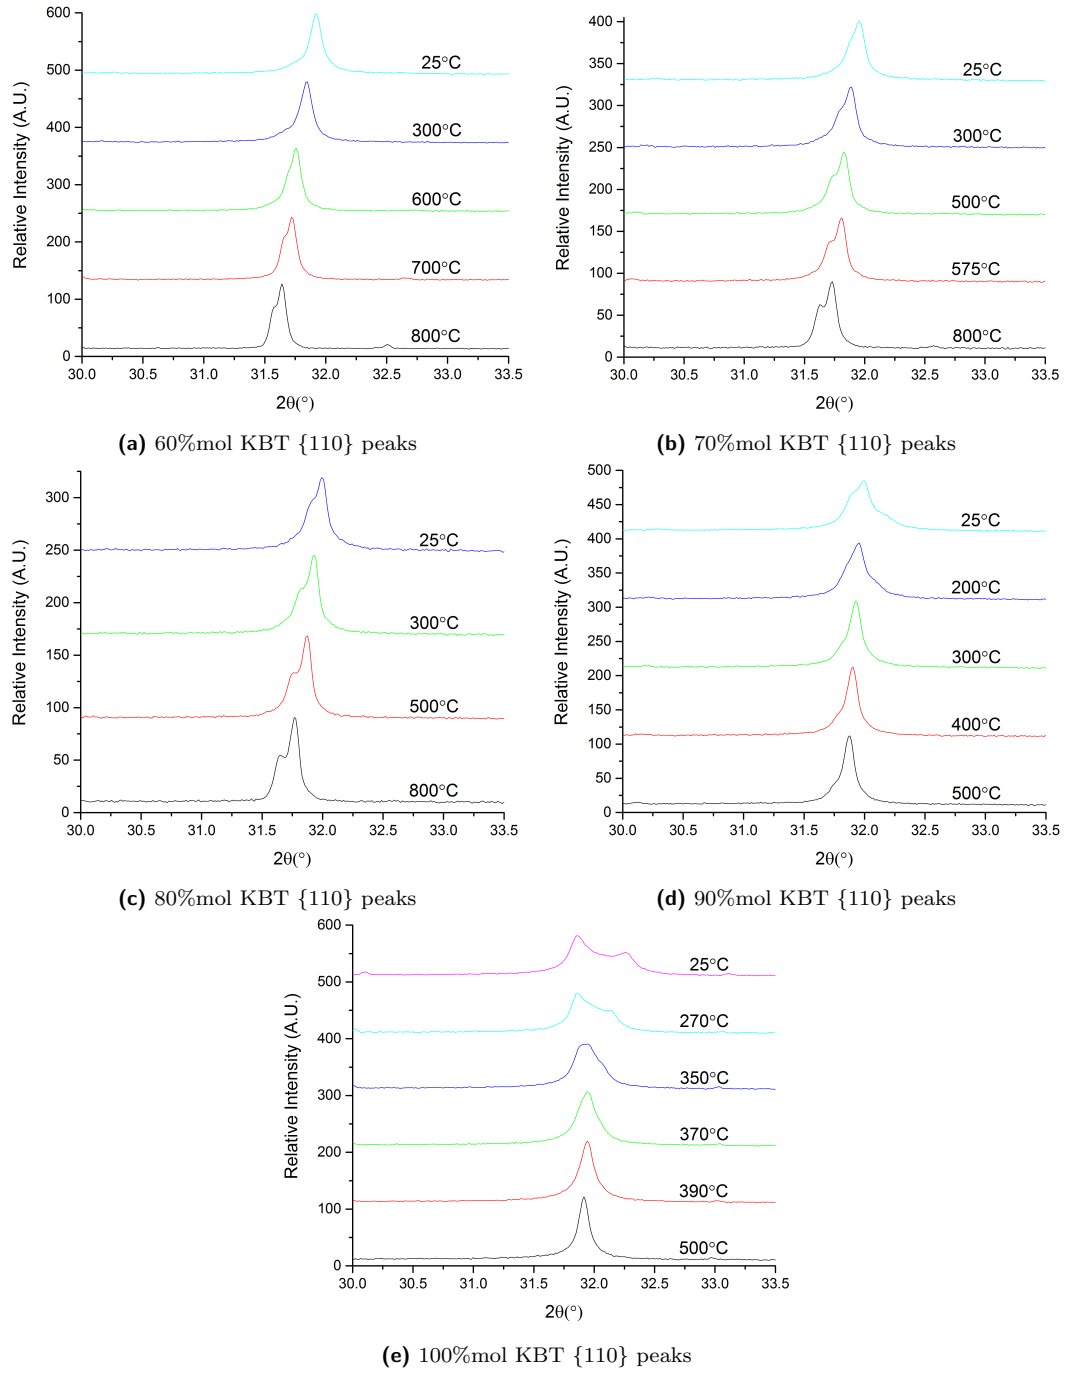 600
500
400
300
200
100
0
Relative Intensity (A.U.)
25°C
300°C
600°C
700°C
800°C
30.0 30.5 31.0 31.5 32.0 32.5 33.0 33.5
2θ(°)
(a) 60%mol KBT {110} peaks
400
350
300
250
200
150
100
50
0
Relative Intensity (A.U.)
25°C
300°C
500°C
575°C
800°C
30.0 30.5 31.0 31.5 32.0 32.5 33.0 33.5
2θ(°)
(b) 70%mol KBT {110} peaks
300
250
200
150
100
50
0
Relative Intensity (A.U.)
25°C
300°C
500°C
800°C
30.0 30.5 31.0 31.5 32.0 32.5 33.0 33.5
2θ(°)
(c) 80%mol KBT {110} peaks
500
450
400
350
300
250
200
150
100
50
0
Relative Intensity (A.U.)
25°C
200°C
300°C
400°C
500°C
30.0 30.5 31.0 31.5 32.0 32.5 33.0 33.5
2θ(°)
(d) 90%mol KBT {110} peaks
600
500
400
300
200
100
0
Relative Intensity (A.U.)
25°C
270°C
350°C
370°C
390°C
500°C
30.0 30.5 31.0 31.5 32.0 32.5 33.0 33.5
2θ(°)
(e) 100%mol KBT {110} peaks